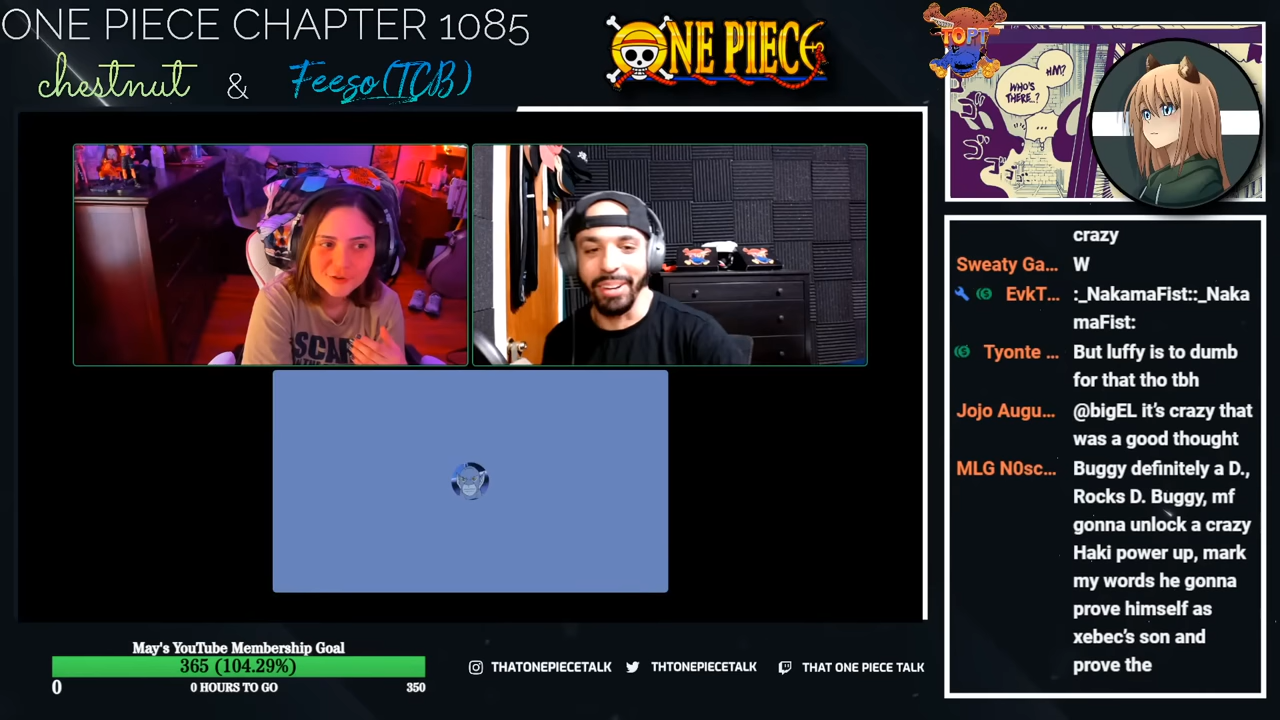 ONE PIECE CHAPTER 1085
chestnut & Feeso(TCB)
ONE PIECE
TOPT
HM?
WHO'S
THERE...?
...
SCAR
crazy
Sweaty Ga... W
EvkT... :_NakamaFist::_Naka
maFist:
Tyonte ... But luffy is to dumb
for that tho tbh
Jojo Augu... @bigEL it's crazy that
was a good thought
MLG N0sc... Buggy definitely a D.,
Rocks D. Buggy, mf
gonna unlock a crazy
Haki power up, mark
my words he gonna
prove himself as
xebec's son and
prove the
May's YouTube Membership Goal
365 (104.29%)
0 0 HOURS TO GO 350
THATONEPIECETALK THTONEPIECETALK THAT ONE PIECE TALK